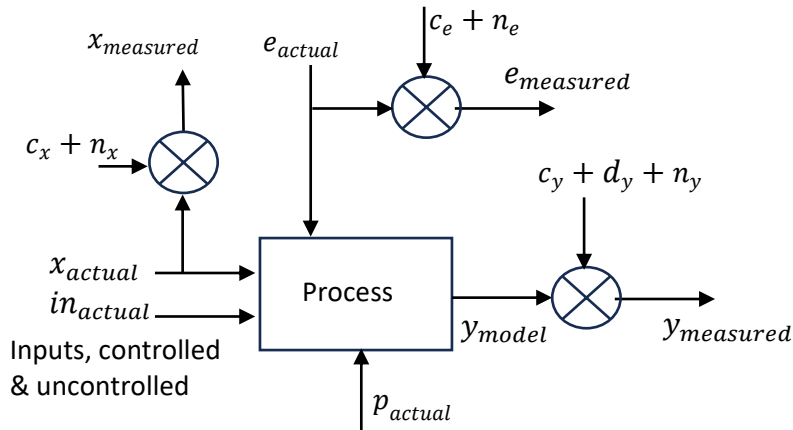 c_e + n_e
x_measured
e_actual
e_measured
c_x + n_x
c_y + d_y + n_y
x_actual
Process
in_actual
y_model
y_measured
Inputs, controlled
& uncontrolled
p_actual